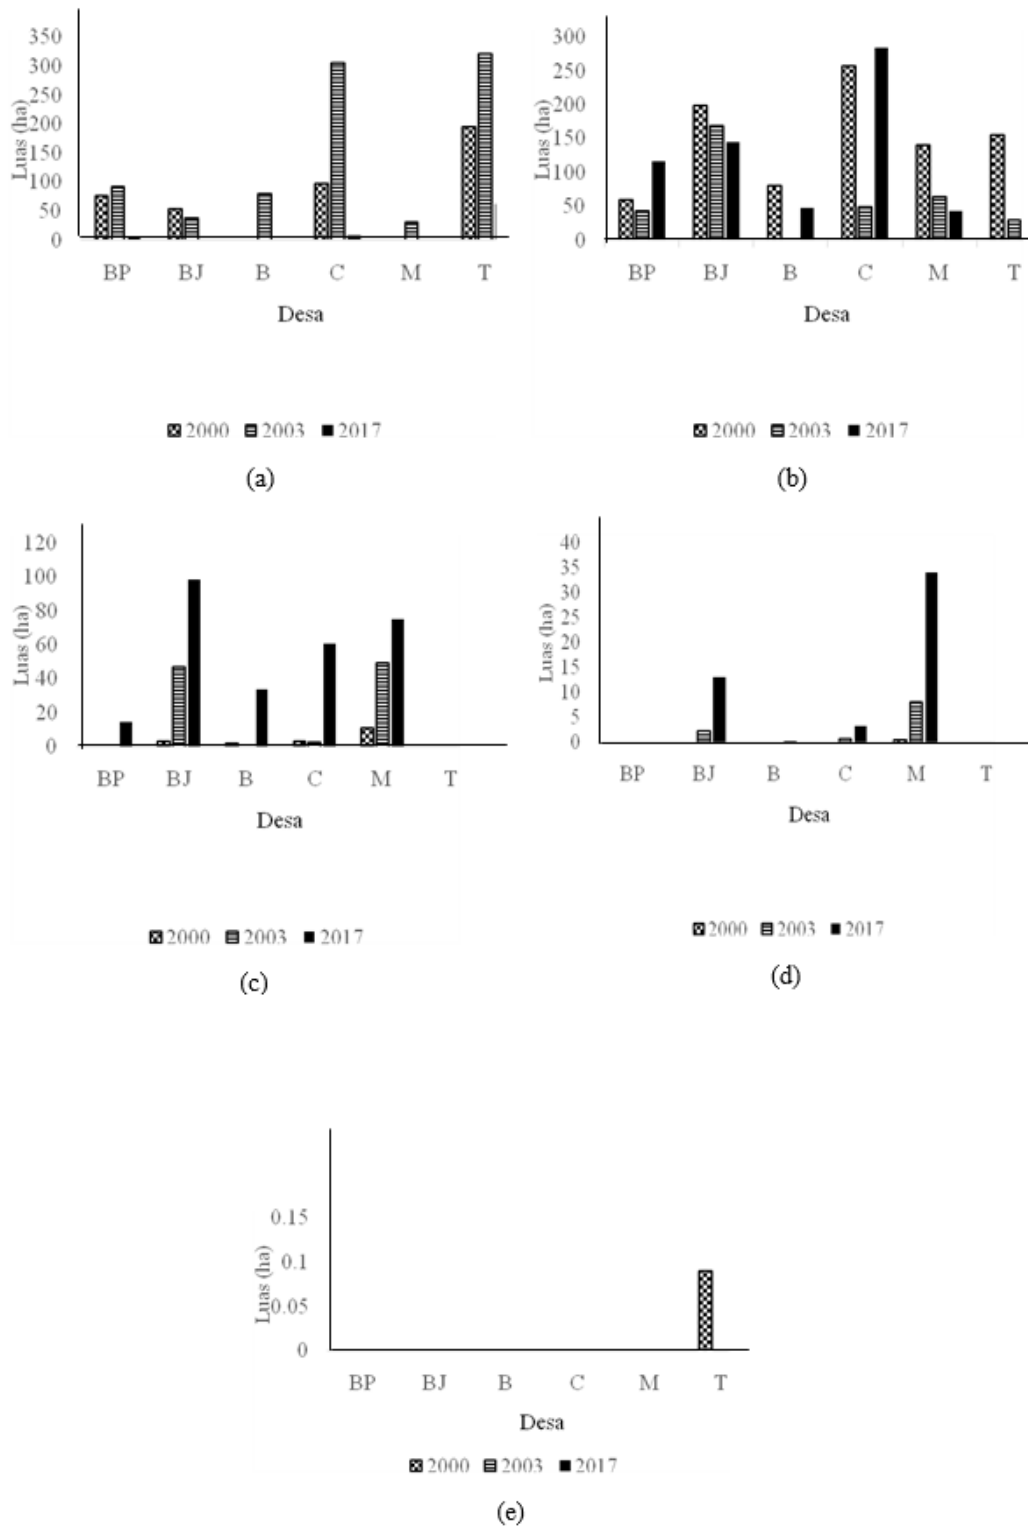 350
300
250
200
150
100
50
0
Luas (ha)
BP BJ B C M T
Desa
2000 2003 2017
(a)
300
250
200
150
100
50
0
Luas (ha)
BP BJ B C M T
Desa
2000 2003 2017
(b)
120
100
80
60
40
20
0
Luas (ha)
BP BJ B C M T
Desa
2000 2003 2017
(c)
40
35
30
25
20
15
10
5
0
Luas (ha)
BP BJ B C M T
Desa
2000 2003 2017
(d)
0.15
0.1
0.05
0
Luas (ha)
BP BJ B C M T
Desa
2000 2003 2017
(e)